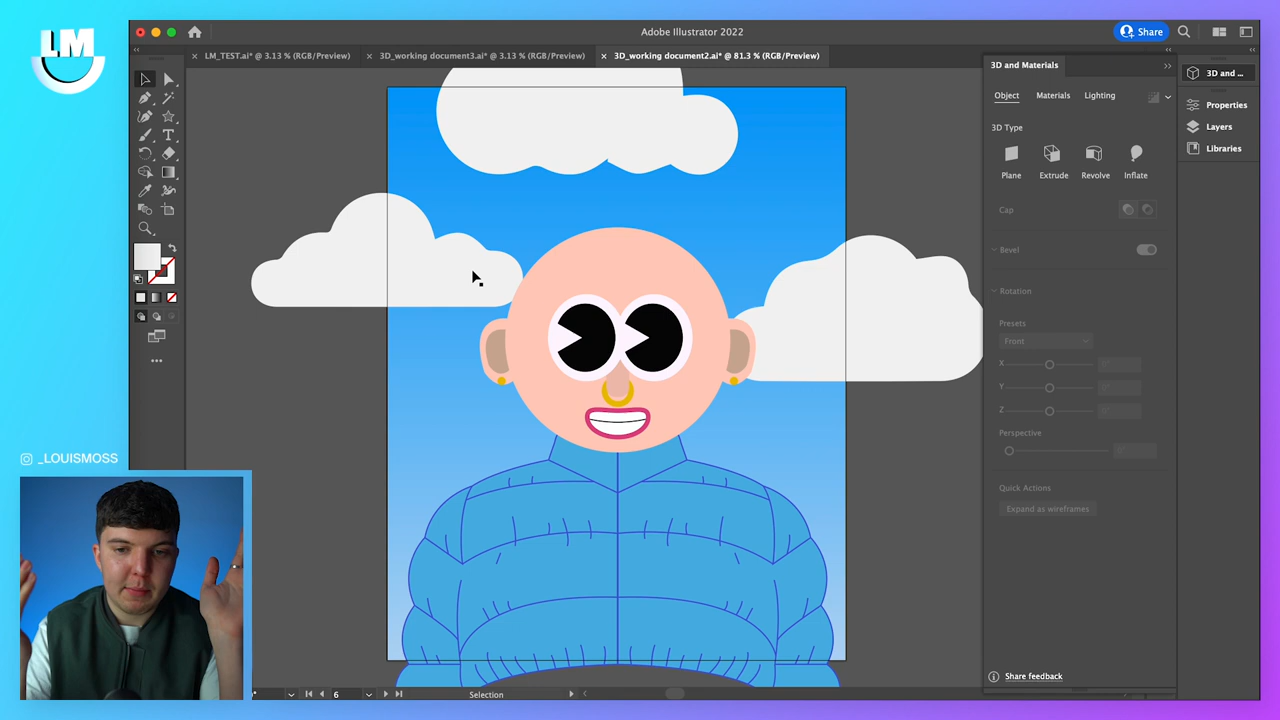 LM
Adobe Illustrator 2022
Share
LM_TEST.ai* @ 3.13 % (RGB/Preview)
3D_working document3.ai* @ 3.13 % (RGB/Preview)
3D_working document2.ai* @ 81.3 % (RGB/Preview)
3D and Materials
3D and ...
Object
Materials
Lighting
Properties
Layers
Libraries
3D Type
Plane
Extrude
Revolve
Inflate
Cap
Bevel
Rotation
Presets
Front
X
Y
Z
Perspective
Quick Actions
Expand as wireframes
_LOUISMOSS
Share feedback
6
Selection